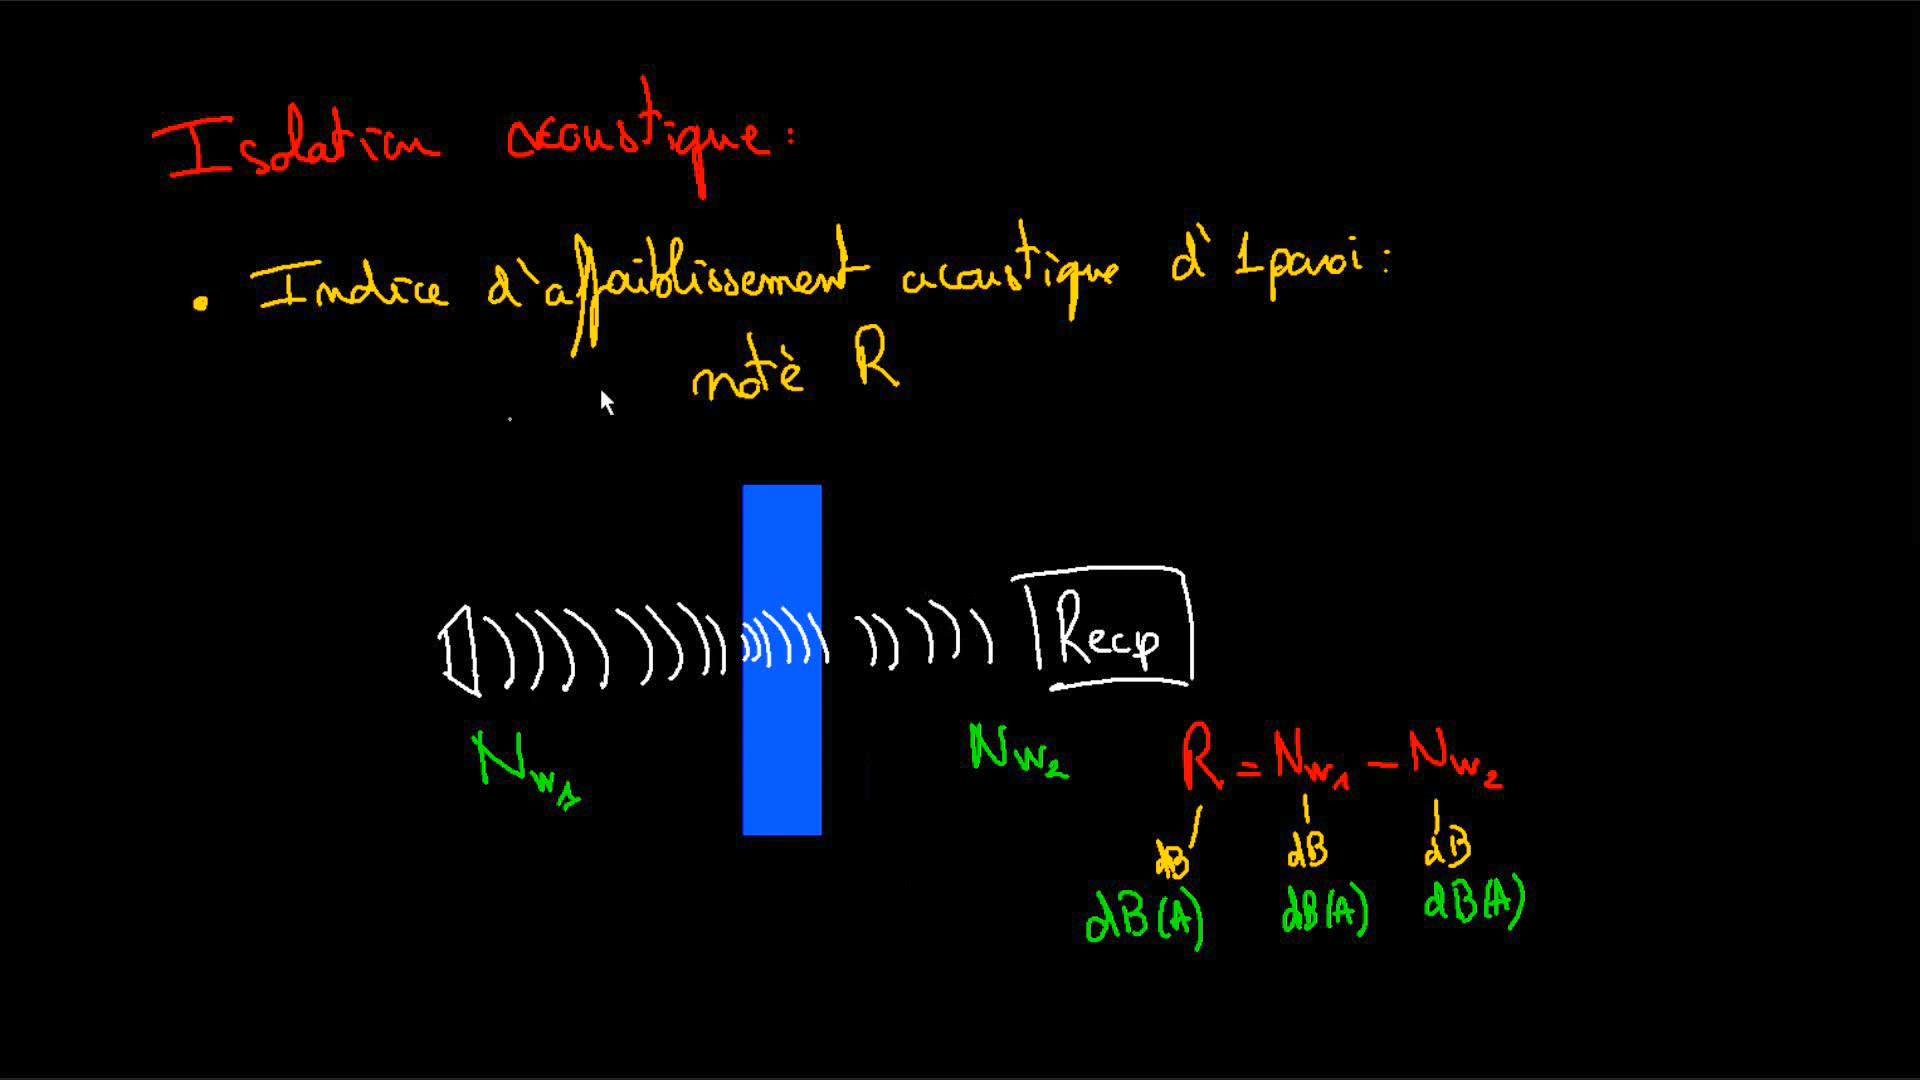 Isolation acoustique:
• Indice d'affaiblissement acoustique d'1 paroi:
noté R
Recp
Nw1
Nw2
R = Nw1 - Nw2
dB dB dB
dB(A) dB(A) dB(A)